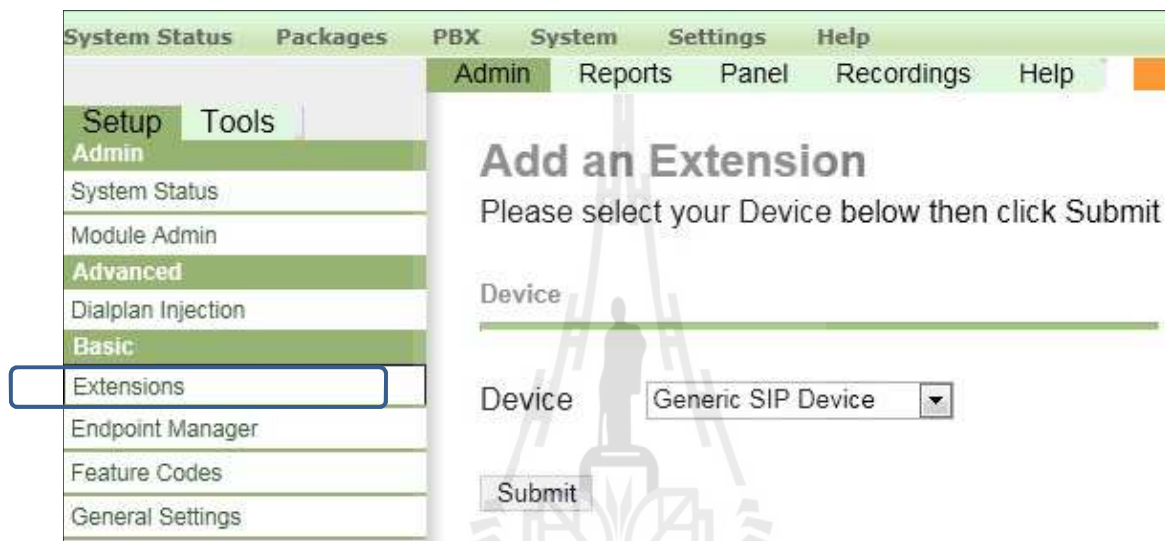 System Status Packages PBX System Settings Help
Admin Reports Panel Recordings Help
Setup Tools
Admin
System Status
Module Admin
Advanced
Dialplan Injection
Basic
Extensions
Endpoint Manager
Feature Codes
General Settings
Add an Extension
Please select your Device below then click Submit
Device
Device Generic SIP Device
Submit